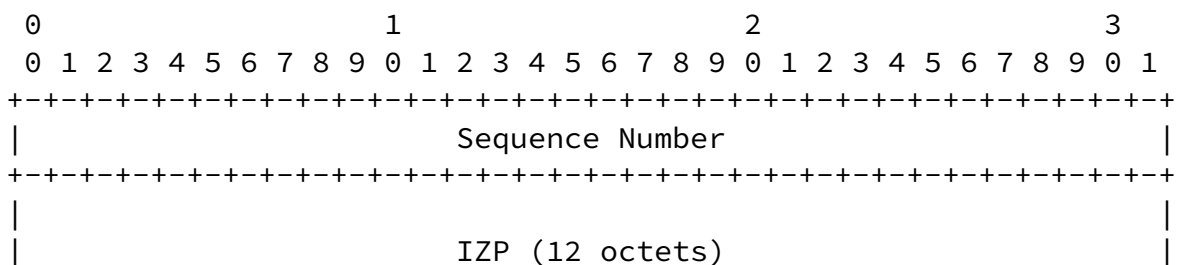 0                   1                   2                   3
 0 1 2 3 4 5 6 7 8 9 0 1 2 3 4 5 6 7 8 9 0 1 2 3 4 5 6 7 8 9 0 1
+-+-+-+-+-+-+-+-+-+-+-+-+-+-+-+-+-+-+-+-+-+-+-+-+-+-+-+-+-+-+-+-+
|                        Sequence Number                        |
+-+-+-+-+-+-+-+-+-+-+-+-+-+-+-+-+-+-+-+-+-+-+-+-+-+-+-+-+-+-+-+-+
|                                                               |
|                        IZP (12 octets)                        |